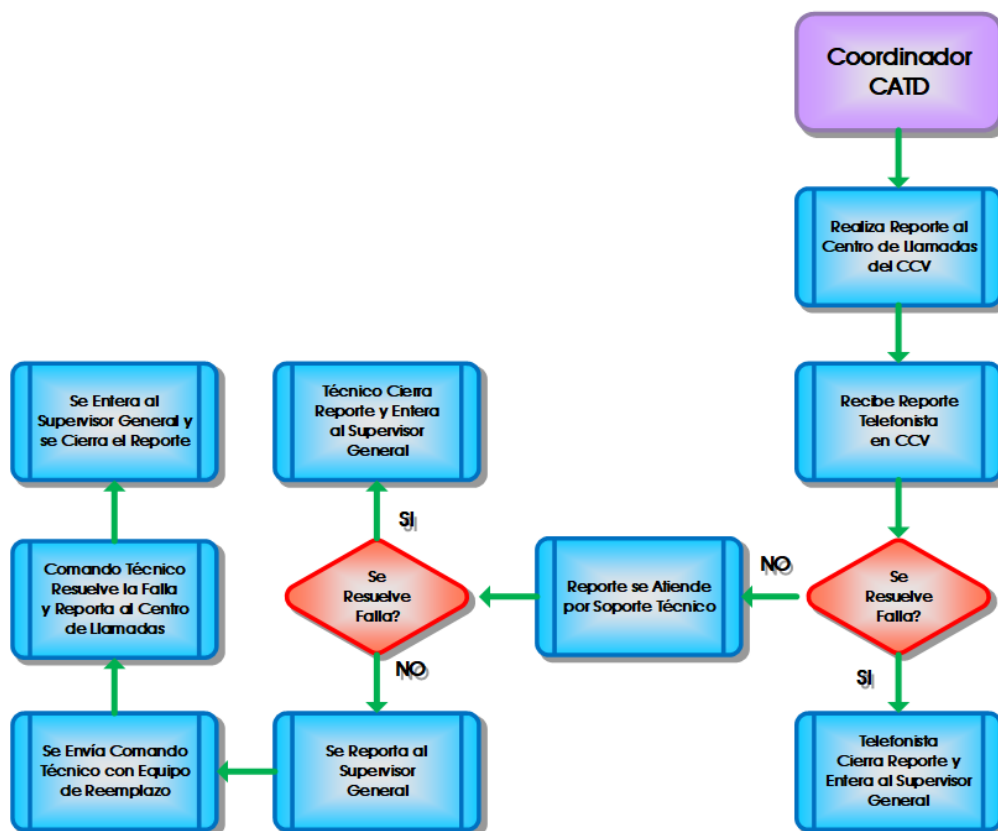 Coordinador
CATD
Realiza Reporte al
Centro de Llamadas
del CCV
Recibe Reporte
Telefonista
en CCV
Se
Resuelve
Falla?
SI
Telefonista
Cierra Reporte y
Entera al Supervisor
General
NO
Reporte se Atiende
por Soporte Técnico
Se
Resuelve
Falla?
SI
Técnico Cierra
Reporte y Entera
al Supervisor
General
NO
Se Reporta al
Supervisor
General
Se Envía Comando
Técnico con Equipo
de Reemplazo
Comando Técnico
Resuelve la Falla
y Reporta al Centro
de Llamadas
Se Entera al
Supervisor General y
se Cierra el Reporte